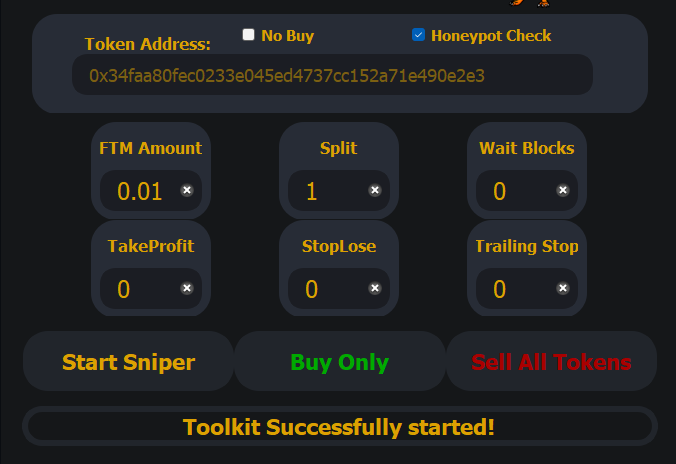 No Buy
Honeypot Check
Token Address:
0x34faa80fec0233e045ed4737cc152a71e490e2e3
FTM Amount
Split
Wait Blocks
0.01
1
0
TakeProfit
StopLose
Trailing Stop
0
0
0
Start Sniper
Buy Only
Sell All Tokens
Toolkit Successfully started!